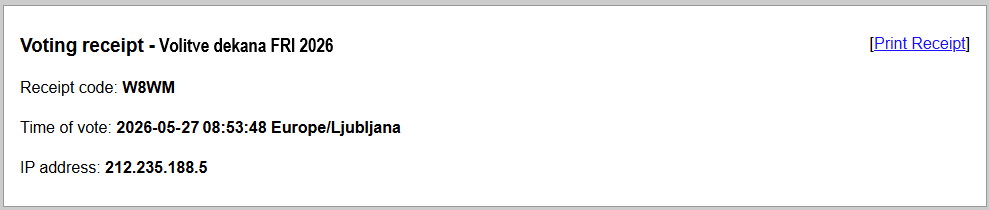 Voting receipt - Volitve dekana FRI 2026
[Print Receipt]
Receipt code: W8WM
Time of vote: 2026-05-27 08:53:48 Europe/Ljubljana
IP address: 212.235.188.5